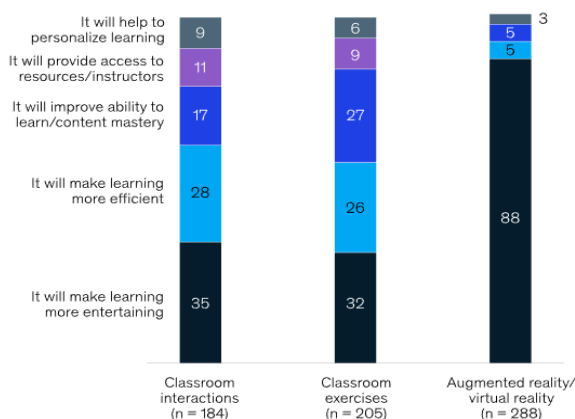 It will help to
personalize learning
It will provide access to
resources/instructors
It will improve ability to
learn/content mastery
It will make learning
more efficient
It will make learning
more entertaining
9
11
17
28
35
6
9
27
26
32
3
5
5
88
Classroom
interactions
(n = 184)
Classroom
exercises
(n = 205)
Augmented reality/
virtual reality
(n = 288)